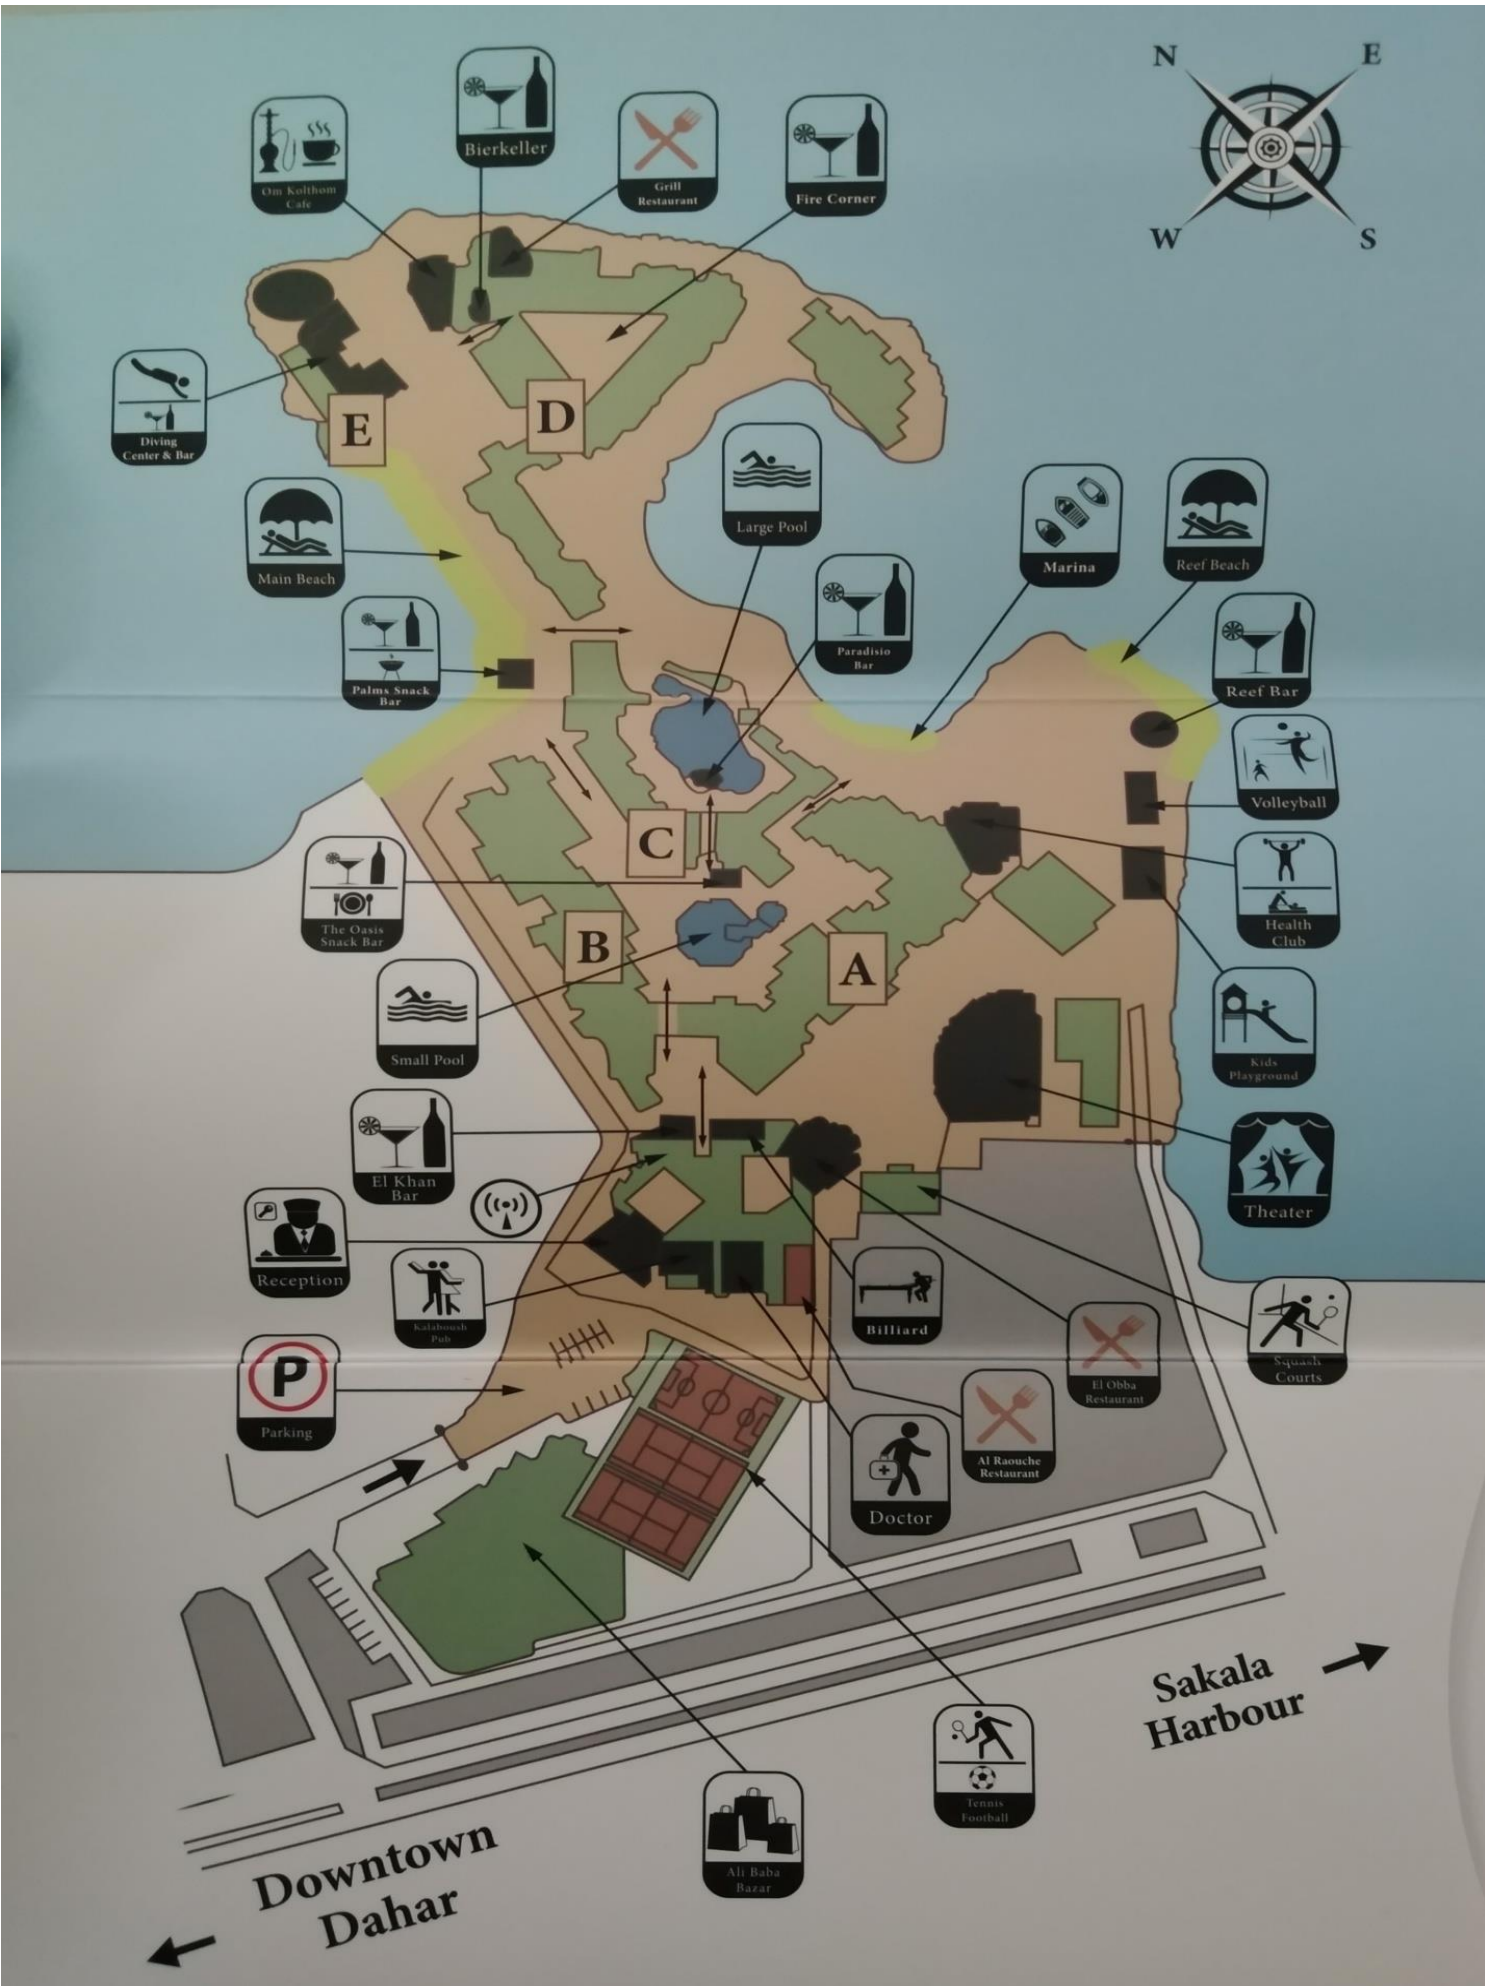 N
E
W
S
Bierkeller
Om Kolthom
Cafe
Grill
Restaurant
Fire Corner
Diving
Center & Bar
E
D
Large Pool
Main Beach
Marina
Reef Beach
Palms Snack
Bar
Paradisio
Bar
Reef Bar
Volleyball
C
The Oasis
Snack Bar
Health
Club
B
A
Small Pool
Kids
Playground
El Khan
Bar
Theater
Reception
Kalaboush
Pub
Billiard
El Obba
Restaurant
Squash
Courts
P
Parking
Al Raouche
Restaurant
Doctor
Sakala
Harbour
Tennis
Football
Ali Baba
Bazar
Downtown
Dahar